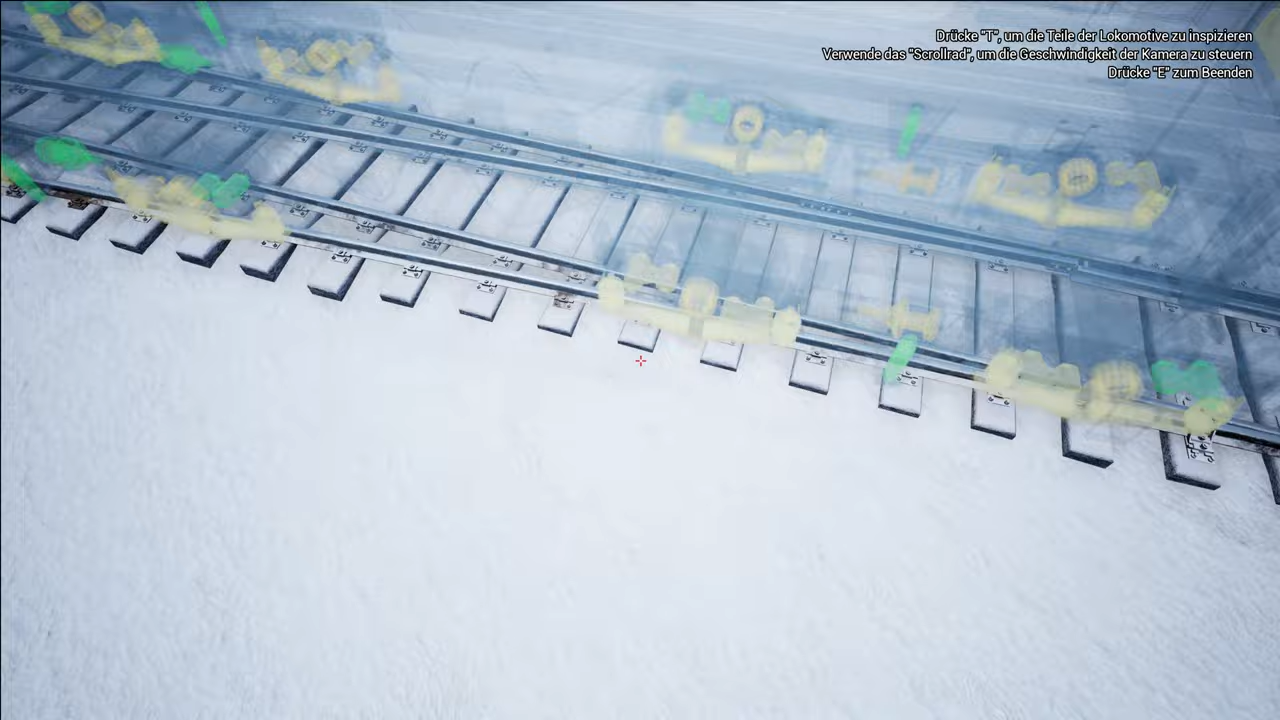 Drücke "T", um die Teile der Lokomotive zu inspizieren
Verwende das "Scrollrad", um die Geschwindigkeit der Kamera zu steuern
Drücke "E" zum Beenden